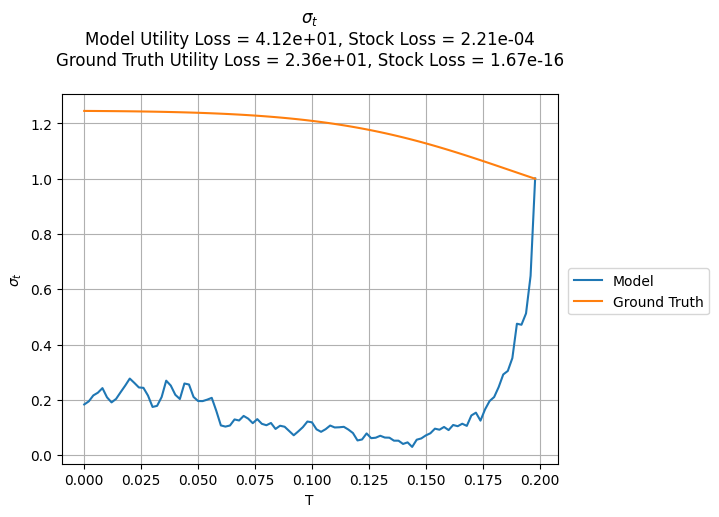 σt
Model Utility Loss = 4.12e+01, Stock Loss = 2.21e-04
Ground Truth Utility Loss = 2.36e+01, Stock Loss = 1.67e-16
1.2
1.0
0.8
0.6
0.4
0.2
0.0
σt
0.000 0.025 0.050 0.075 0.100 0.125 0.150 0.175 0.200
T
Model
Ground Truth